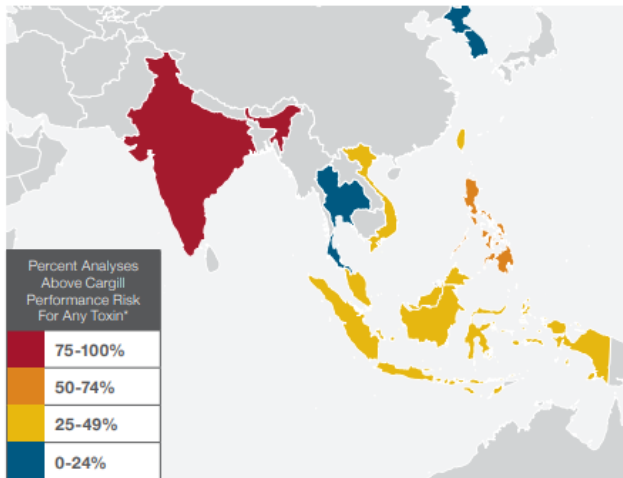 Percent Analyses
Above Cargill
Performance Risk
For Any Toxin*
75-100%
50-74%
25-49%
0-24%